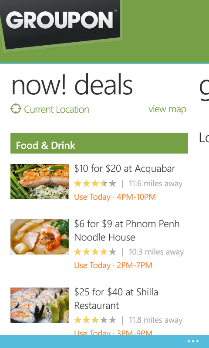 GROUPON
now! deals
g
Current Location
view map
Lo
Food & Drink
$10 for $20 at Acquabar
| 11.6 miles away
Use Today · 4PM-10PM
$6 for $9 at Phnom Penh
Noodle House
| 10.3 miles away
Use Today · 2PM-7PM
$25 for $40 at Shilla
Restaurant
| 11.8 miles away
Use Today · 3PM-9PM